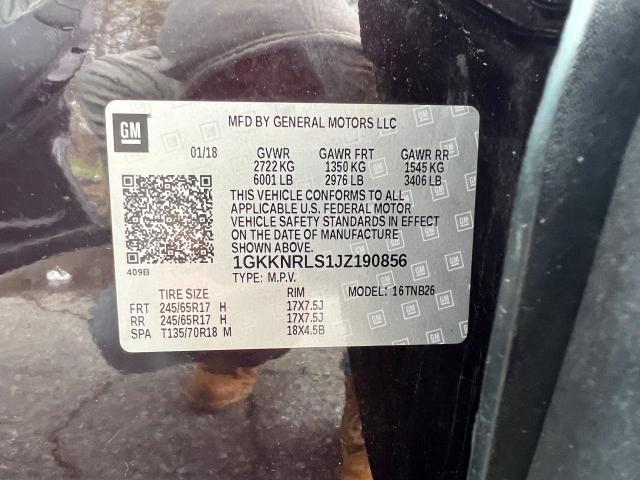 GM
MFD BY GENERAL MOTORS LLC
01/18 GVWR GAWR FRT GAWR RR
2722 KG 1350 KG 1545 KG
6001 LB 2976 LB 3406 LB
THIS VEHICLE CONFORMS TO ALL
APPLICABLE U.S. FEDERAL MOTOR
VEHICLE SAFETY STANDARDS IN EFFECT
ON THE DATE OF MANUFACTURE
SHOWN ABOVE.
409B
1GKKNRLS1JZ190856
TYPE: M.P.V. MODEL: 16TNB26
TIRE SIZE RIM
FRT 245/65R17 H 17X7.5J
RR 245/65R17 H 17X7.5J
SPA T135/70R18 M 18X4.5B